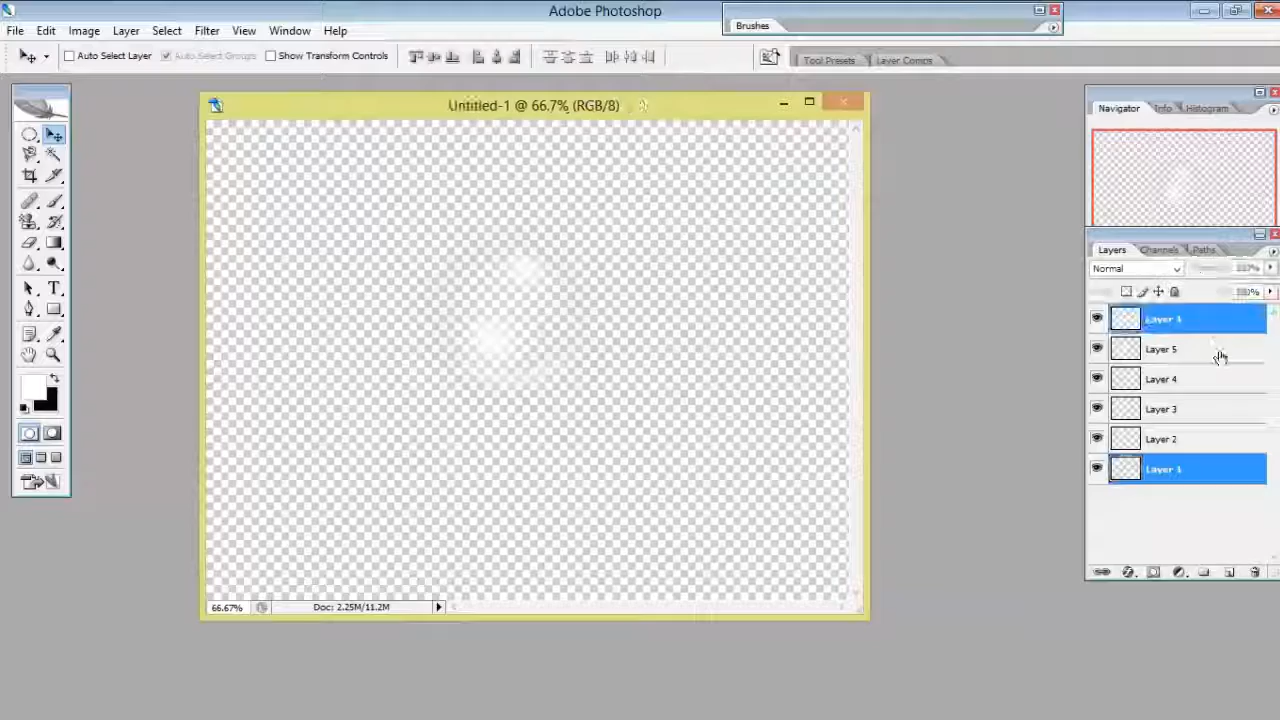 Adobe Photoshop
Brushes
File
Image Layer Select Filter View Window Help
Auto Select Layer Auto Select Groups Show Transform Controls
Tool Presets Layer Comps
Untitled-1 @ 66.7% (RGB/8)
Navigator Info Histogram
Layers Channels Paths
Normal
Layer 1
Layer 5
Layer 4
Layer 3
Layer 2
Layer 1
66.67% Doc: 2.25M/11.2M